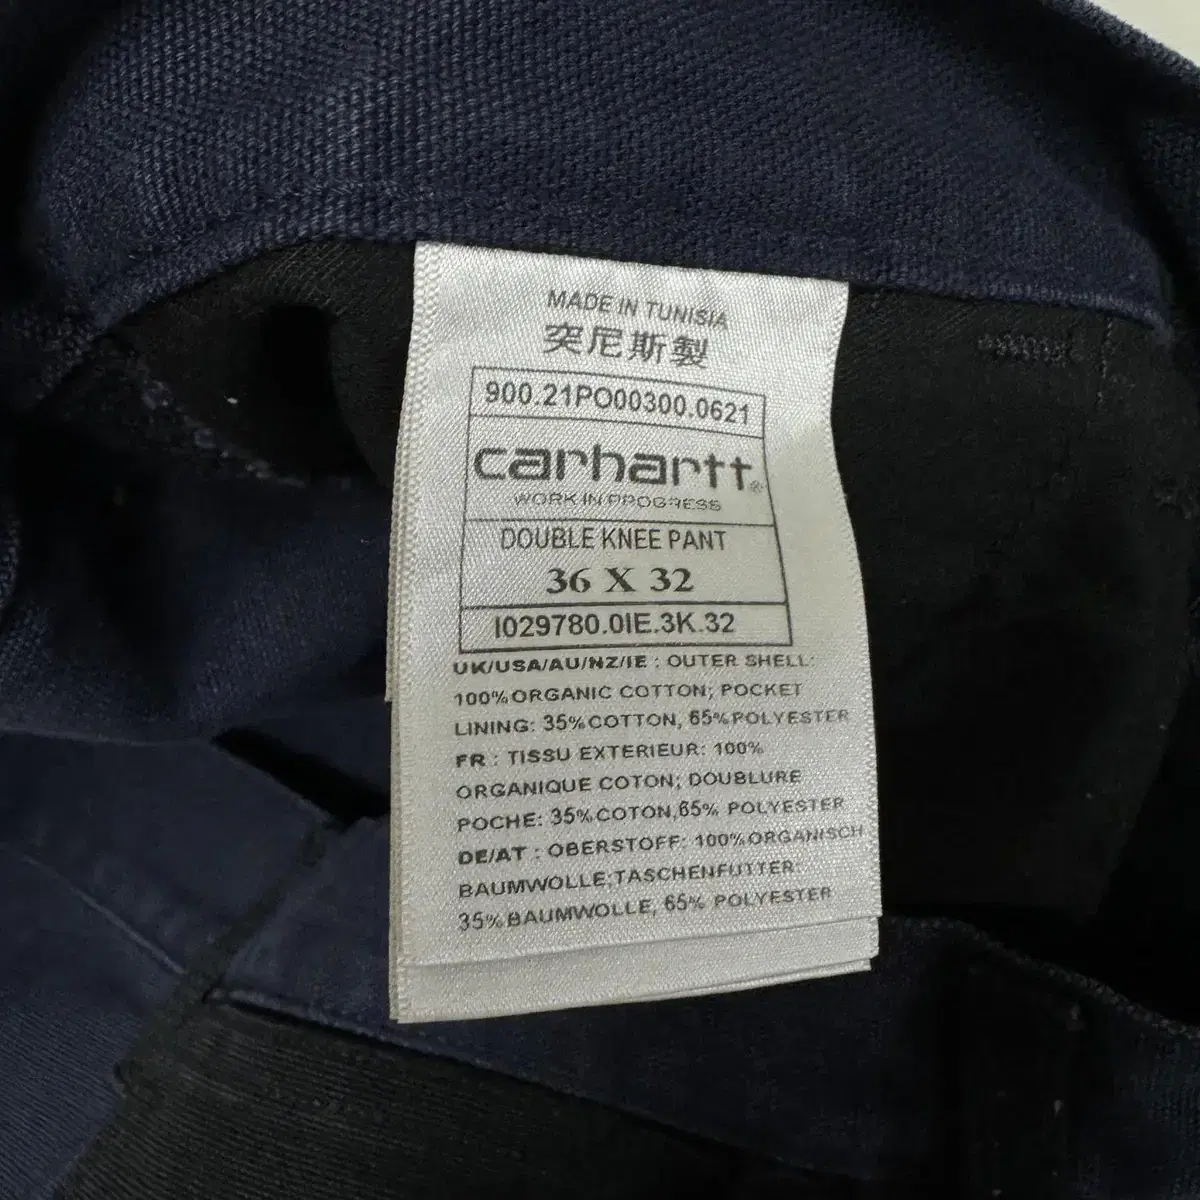 MADE IN TUNISIA
突尼斯製
900.21PO00300.0621
carhartt®
WORK IN PROGRESS
DOUBLE KNEE PANT
36 X 32
I029780.0IE.3K.32
UK/USA/AU/NZ/IE : OUTER SHELL:
100% ORGANIC COTTON; POCKET
LINING: 35% COTTON, 65% POLYESTER
FR : TISSU EXTERIEUR: 100%
ORGANIQUE COTON; DOUBLURE
POCHE: 35% COTON, 65% POLYESTER
DE/AT : OBERSTOFF: 100% ORGANISCH
BAUMWOLLE; TASCHENFUTTER:
35% BAUMWOLLE, 65% POLYESTER